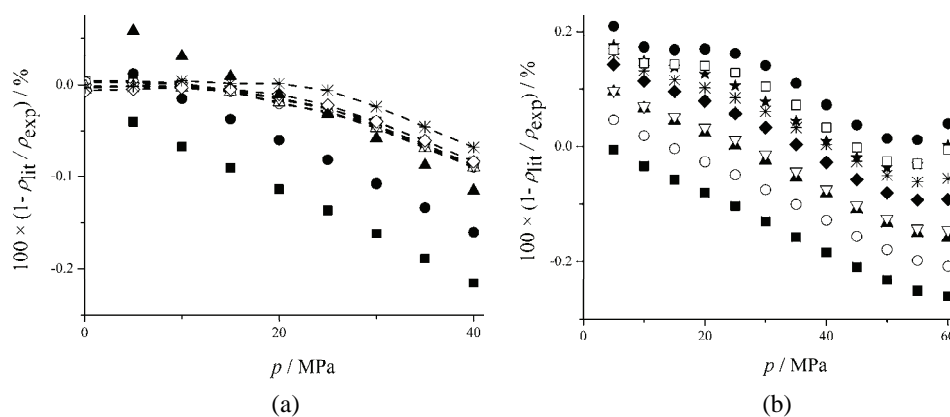 100 × (1- ρlit / ρexp) / %
0.0
-0.1
-0.2
0
20
40
p / MPa
(a)
100 × (1- ρlit / ρexp) / %
0.2
0.0
-0.2
0
20
40
60
p / MPa
(b)